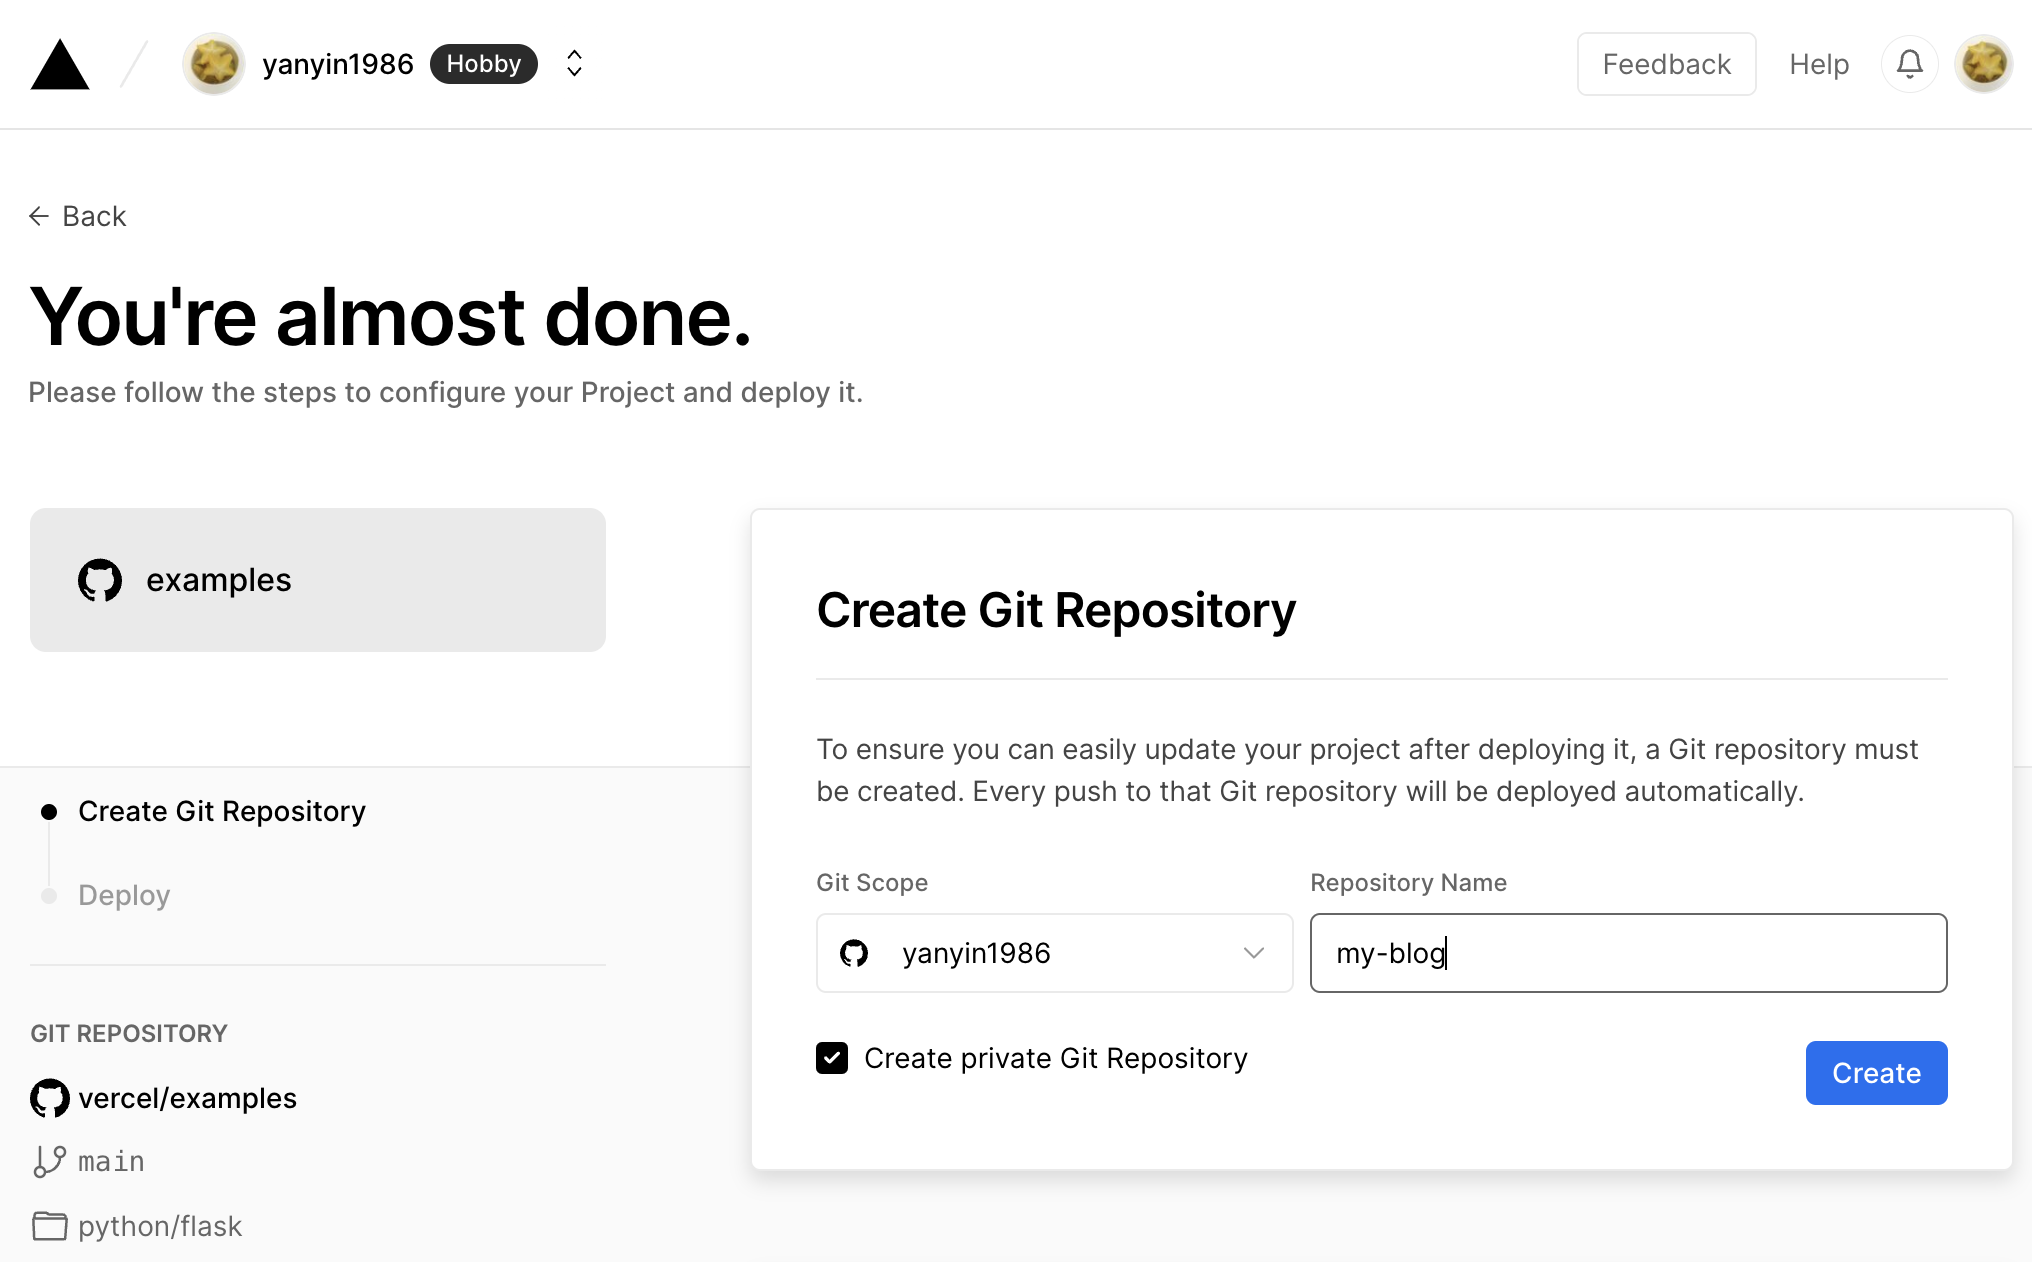 yanyin1986 Hobby
Feedback Help
← Back
You're almost done.
Please follow the steps to configure your Project and deploy it.
examples
Create Git Repository
Deploy
GIT REPOSITORY
vercel/examples
main
python/flask
Create Git Repository
To ensure you can easily update your project after deploying it, a Git repository must
be created. Every push to that Git repository will be deployed automatically.
Git Scope
yanyin1986
Repository Name
my-blog
Create private Git Repository
Create